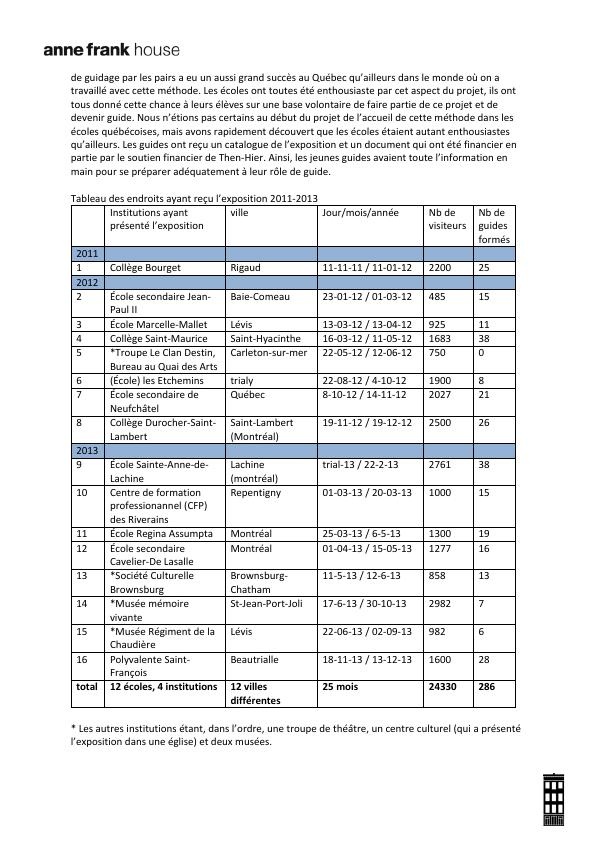 anne frank house
de guidage par les pairs a eu un aussi grand succès au Québec qu'ailleurs dans le monde où on a
travaillé avec cette méthode. Les écoles ont toutes été enthousiaste par cet aspect du projet, ils ont
tous donné cette chance à leurs élèves sur une base volontaire de faire partie de ce projet et de
devenir guide. Nous n'étions pas certains au début du projet de l'accueil de cette méthode dans les
écoles québécoises, mais avons rapidement découvert que les écoles étaient autant enthousiastes
qu'ailleurs. Les guides ont reçu un catalogue de l'exposition et un document qui ont été financier en
partie par le soutien financier de Then-Hier. Ainsi, les jeunes guides avaient toute l'information en
main pour se préparer adéquatement à leur rôle de guide.
Tableau des endroits ayant reçu l'exposition 2011-2013
Institutions ayant ville Jour/mois/année Nb de Nb de
présenté l'exposition visiteurs guides
formés
2011
1 Collège Bourget Rigaud 11-11-11 / 11-01-12 2200 25
2012
2 École secondaire Jean- Baie-Comeau 23-01-12 / 01-03-12 485 15
Paul II
3 École Marcelle-Mallet Lévis 13-03-12 / 13-04-12 925 11
4 Collège Saint-Maurice Saint-Hyacinthe 16-03-12 / 11-05-12 1683 38
5 *Troupe Le Clan Destin, Carleton-sur-mer 22-05-12 / 12-06-12 750 0
Bureau au Quai des Arts
6 (École) les Etchemins trialy 22-08-12 / 4-10-12 1900 8
7 École secondaire de Québec 8-10-12 / 14-11-12 2027 21
Neufchâtel
8 Collège Durocher-Saint- Saint-Lambert 19-11-12 / 19-12-12 2500 26
Lambert (Montréal)
2013
9 École Sainte-Anne-de- Lachine trial-13 / 22-2-13 2761 38
Lachine (montréal)
10 Centre de formation Repentigny 01-03-13 / 20-03-13 1000 15
professionannel (CFP)
des Riverains
11 École Regina Assumpta Montréal 25-03-13 / 6-5-13 1300 19
12 École secondaire Montréal 01-04-13 / 15-05-13 1277 16
Cavelier-De Lasalle
13 *Société Culturelle Brownsburg- 11-5-13 / 12-6-13 858 13
Brownsburg Chatham
14 *Musée mémoire St-Jean-Port-Joli 17-6-13 / 30-10-13 2982 7
vivante
15 *Musée Régiment de la Lévis 22-06-13 / 02-09-13 982 6
Chaudière
16 Polyvalente Saint- Beautrialle 18-11-13 / 13-12-13 1600 28
François
total 12 écoles, 4 institutions 12 villes 25 mois 24330 286
différentes
* Les autres institutions étant, dans l'ordre, une troupe de théâtre, un centre culturel (qui a présenté
l'exposition dans une église) et deux musées.